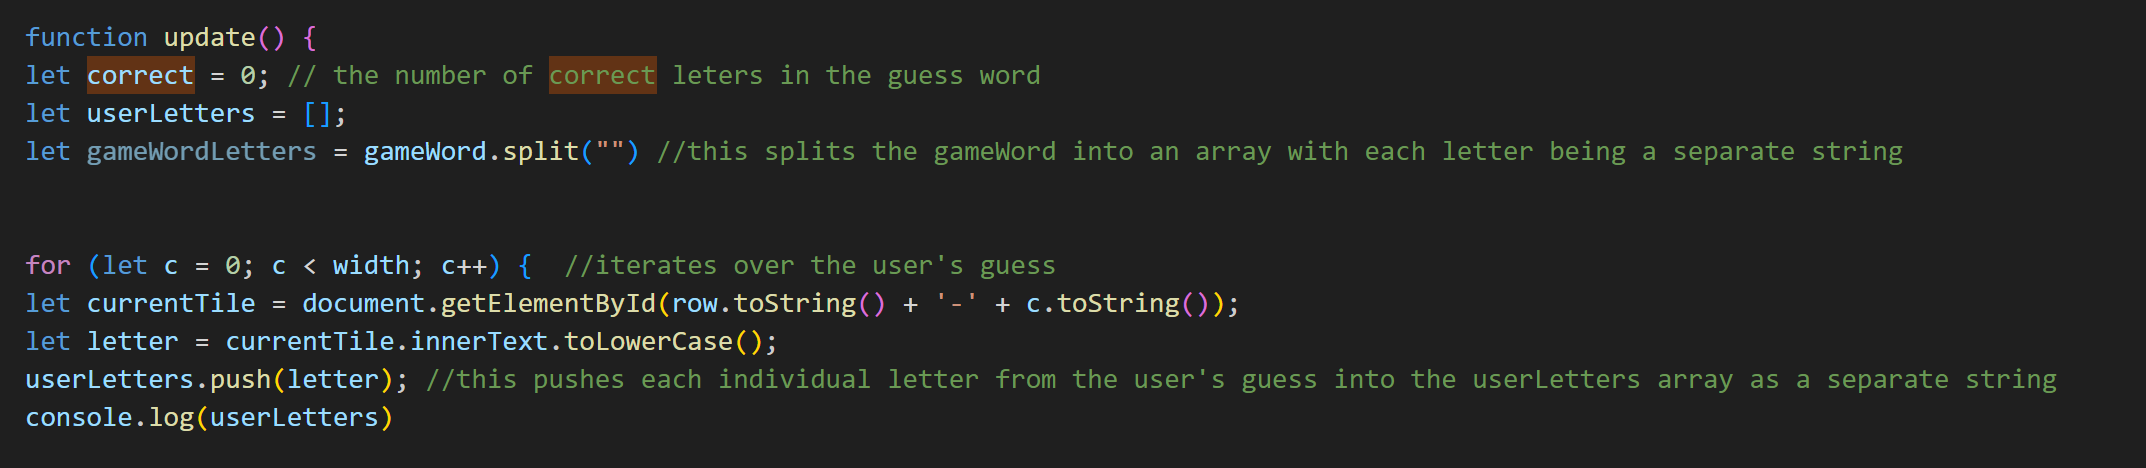 function update() {
let correct = 0; // the number of correct leters in the guess word
let userLetters = [];
let gameWordLetters = gameWord.split("") //this splits the gameWord into an array with each letter being a separate string
for (let c = 0; c < width; c++) {  //iterates over the user's guess
let currentTile = document.getElementById(row.toString() + '-' + c.toString());
let letter = currentTile.innerText.toLowerCase();
userLetters.push(letter); //this pushes each individual letter from the user's guess into the userLetters array as a separate string
console.log(userLetters)